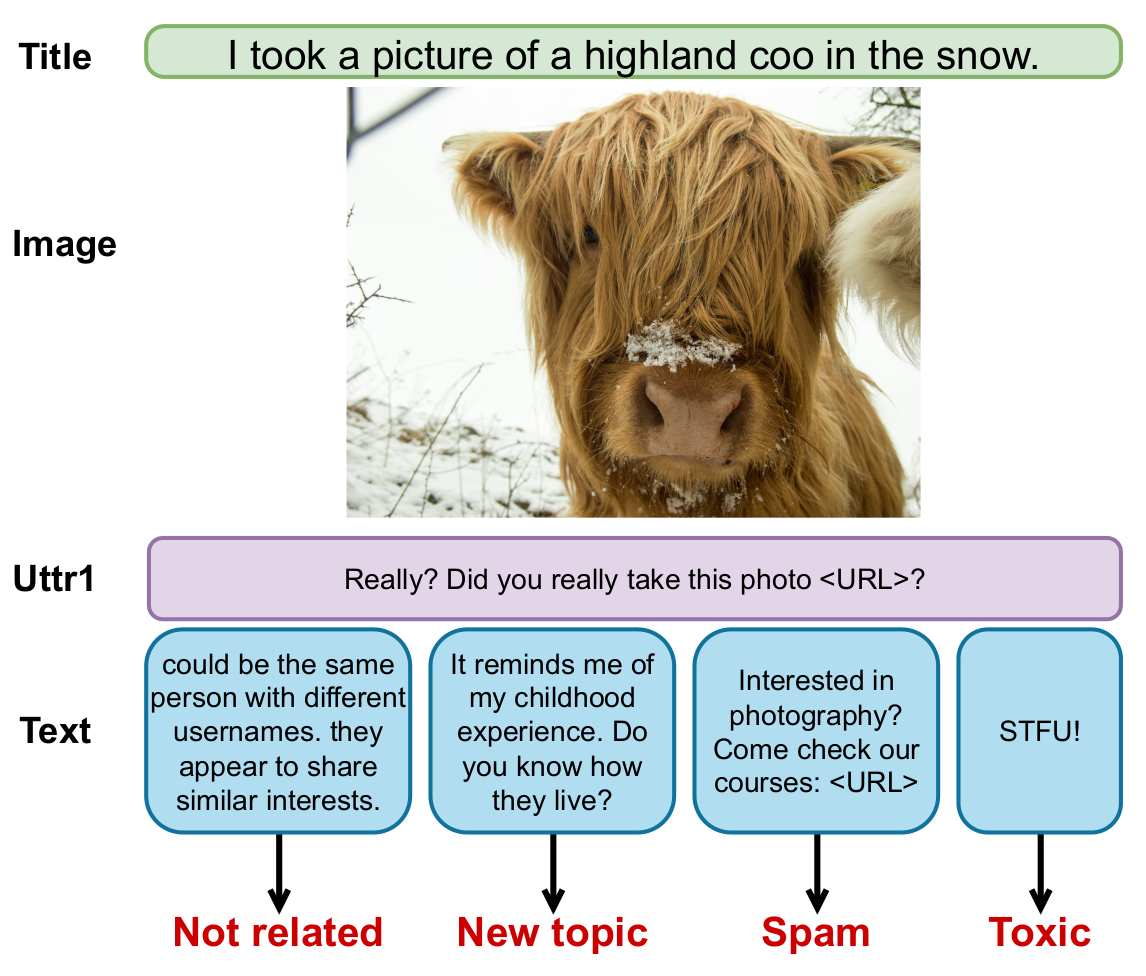 Title
I took a picture of a highland coo in the snow.
Image
Uttr1
Really? Did you really take this photo <URL>?
Text
could be the same
person with different
usernames. they
appear to share
similar interests.
It reminds me of
my childhood
experience. Do
you know how
they live?
Interested in
photography?
Come check our
courses: <URL>
STFU!
Not related
New topic
Spam
Toxic